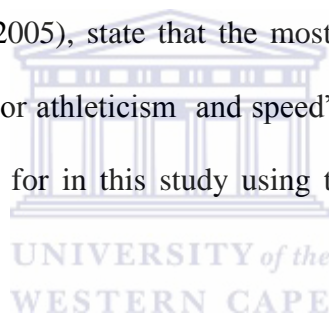 2005), state that the most
or athleticism and speed”
for in this study using t
UNIVERSITY of the
WESTERN CAPE